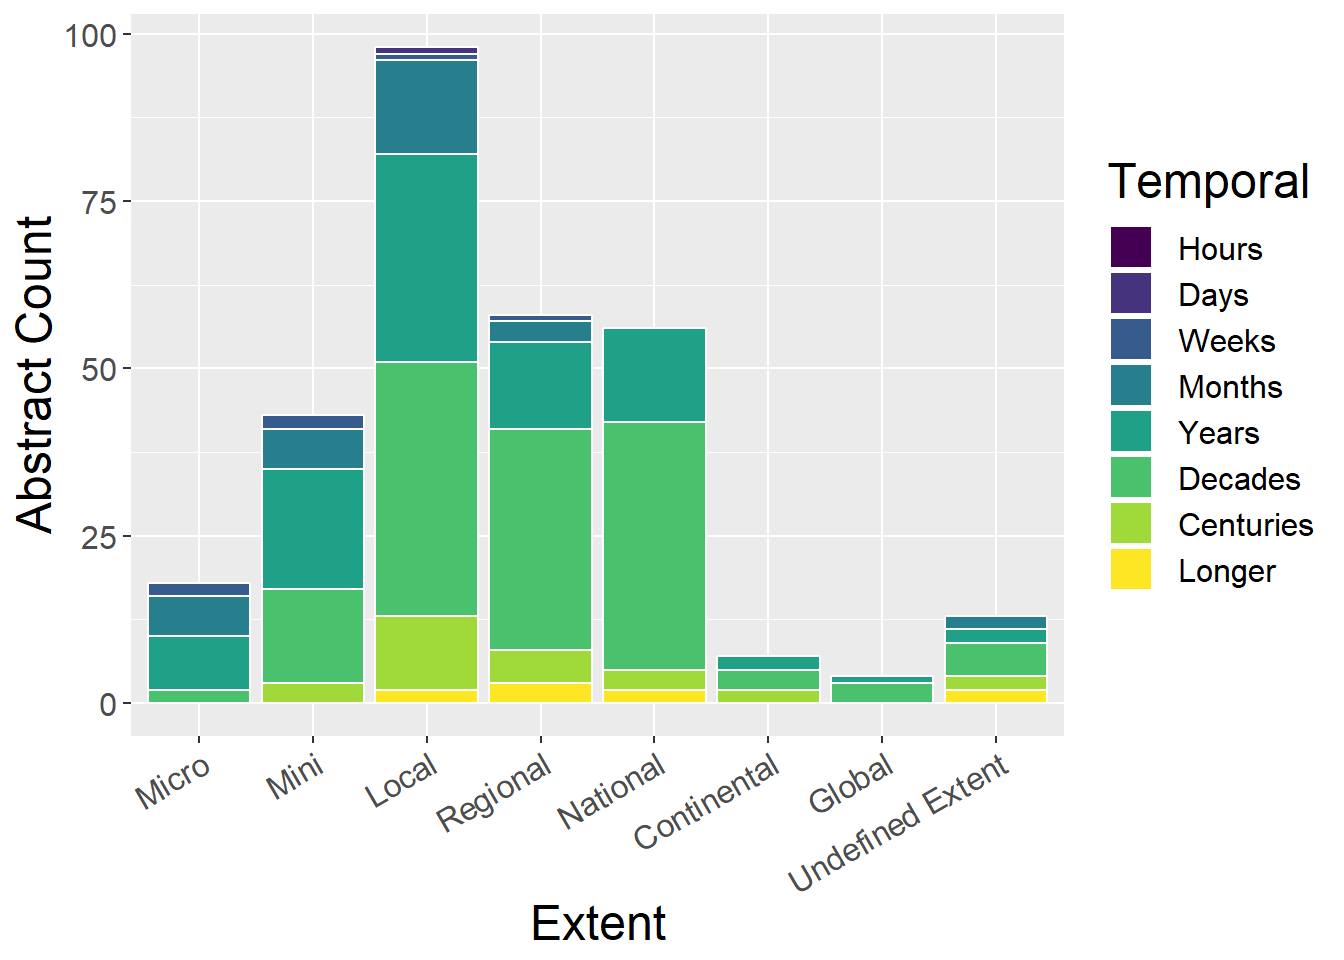 Abstract Count
100
75
50
25
0
Micro
Mini
Local
Regional
National
Continental
Global
Undefined Extent
Extent
Temporal
Hours
Days
Weeks
Months
Years
Decades
Centuries
Longer